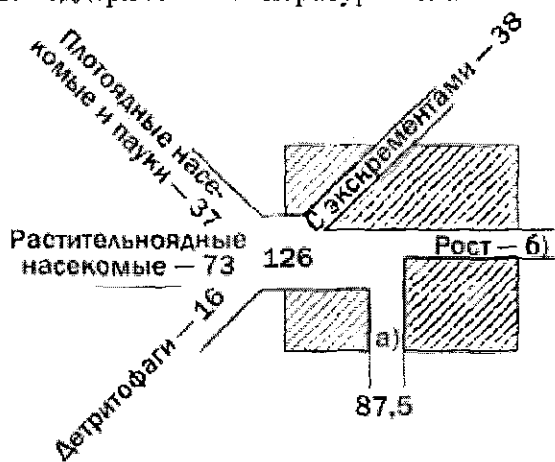 Плотоядные насе-
комые и пауки — 37
С экскрементами — 38
Растительноядные
насекомые — 73
126
Рост — б)
Детритофаги — 16
а)
87,5